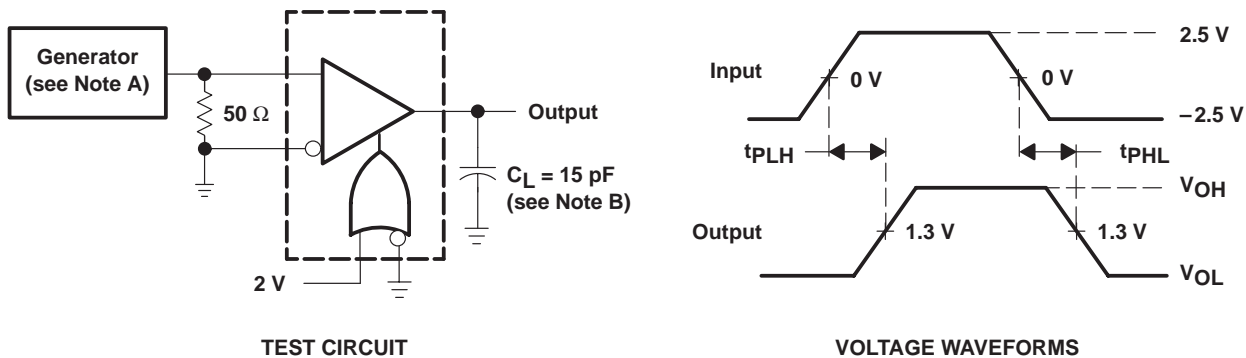 Generator
(see Note A)
50 Ω
Output
CL = 15 pF
(see Note B)
2 V
TEST CIRCUIT
2.5 V
Input
0 V
0 V
–2.5 V
tPLH
tPHL
VOH
Output
1.3 V
1.3 V
VOL
VOLTAGE WAVEFORMS